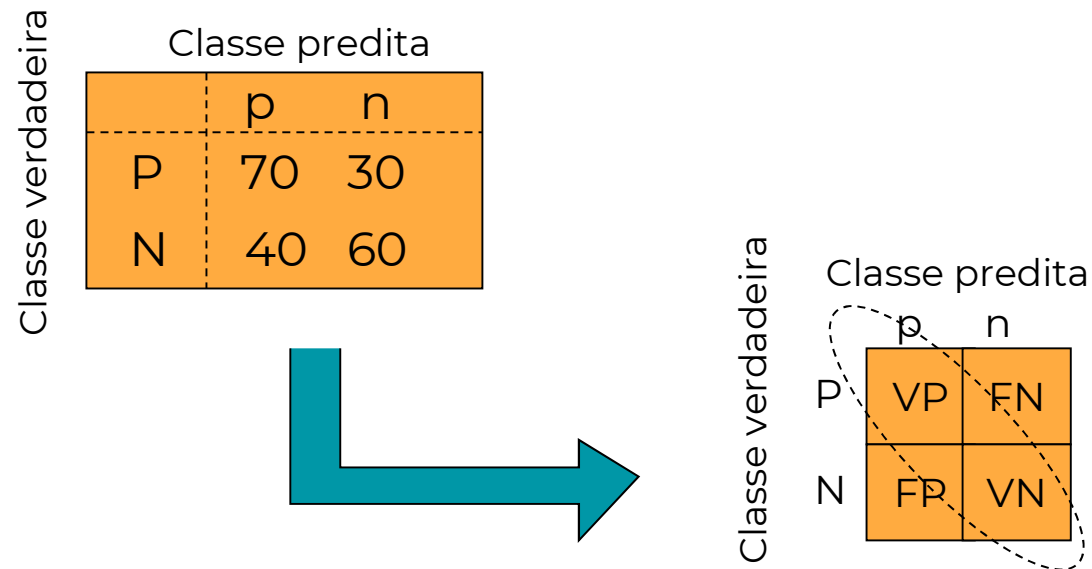 Classe verdadeira
Classe predita
p n
P 70 30
N 40 60
Classe verdadeira
Classe predita
p n
P VP FN
N FP VN